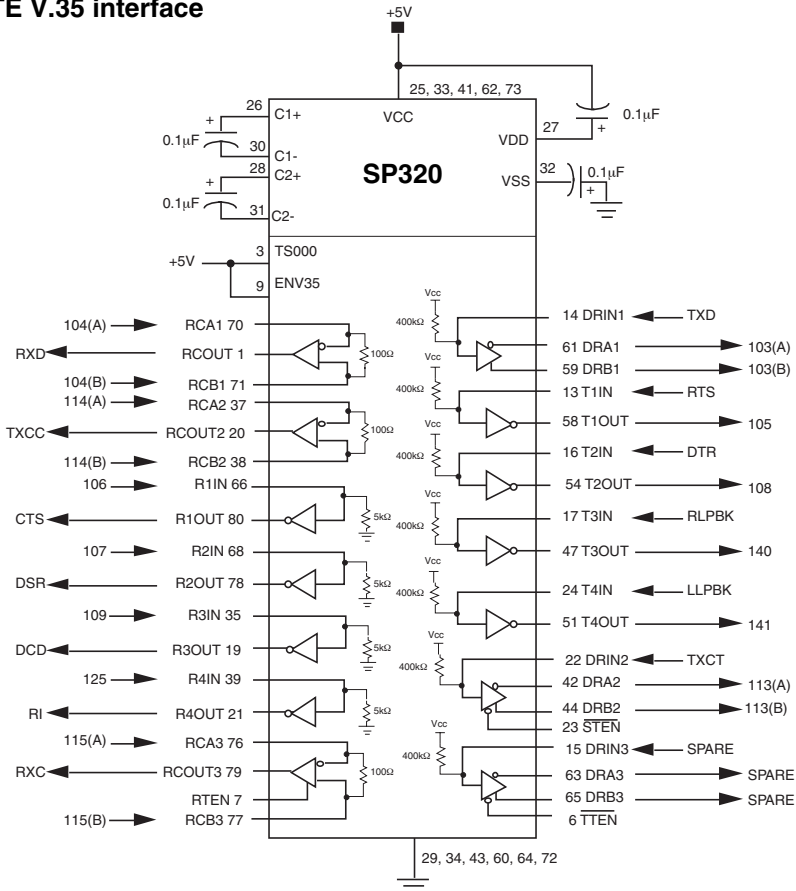 TE V.35 interface
+5V
25, 33, 41, 62, 73
VCC
26 C1+
+
0.1µF
30 C1-
28 C2+
+
0.1µF
31 C2-
SP320
VDD 27
0.1µF
+
VSS 32
0.1µF
+
+5V
3 TS000
9 ENV35
104(A) RCA1 70
RXD RCOUT 1
100Ω
104(B) RCB1 71
114(A) RCA2 37
TXCC RCOUT2 20
100Ω
114(B) RCB2 38
106 R1IN 66
CTS R1OUT 80
5kΩ
107 R2IN 68
DSR R2OUT 78
5kΩ
109 R3IN 35
DCD R3OUT 19
5kΩ
125 R4IN 39
RI R4OUT 21
5kΩ
115(A) RCA3 76
RXC RCOUT3 79
100Ω
RTEN 7
115(B) RCB3 77
Vcc
400kΩ
14 DRIN1 TXD
61 DRA1 103(A)
59 DRB1 103(B)
Vcc
400kΩ
13 T1IN RTS
58 T1OUT 105
Vcc
400kΩ
16 T2IN DTR
54 T2OUT 108
Vcc
400kΩ
17 T3IN RLPBK
47 T3OUT 140
Vcc
400kΩ
24 T4IN LLPBK
51 T4OUT 141
Vcc
400kΩ
22 DRIN2 TXCT
42 DRA2 113(A)
44 DRB2 113(B)
23 STEN
Vcc
400kΩ
15 DRIN3 SPARE
63 DRA3 SPARE
65 DRB3 SPARE
6 TTEN
29, 34, 43, 60, 64, 72